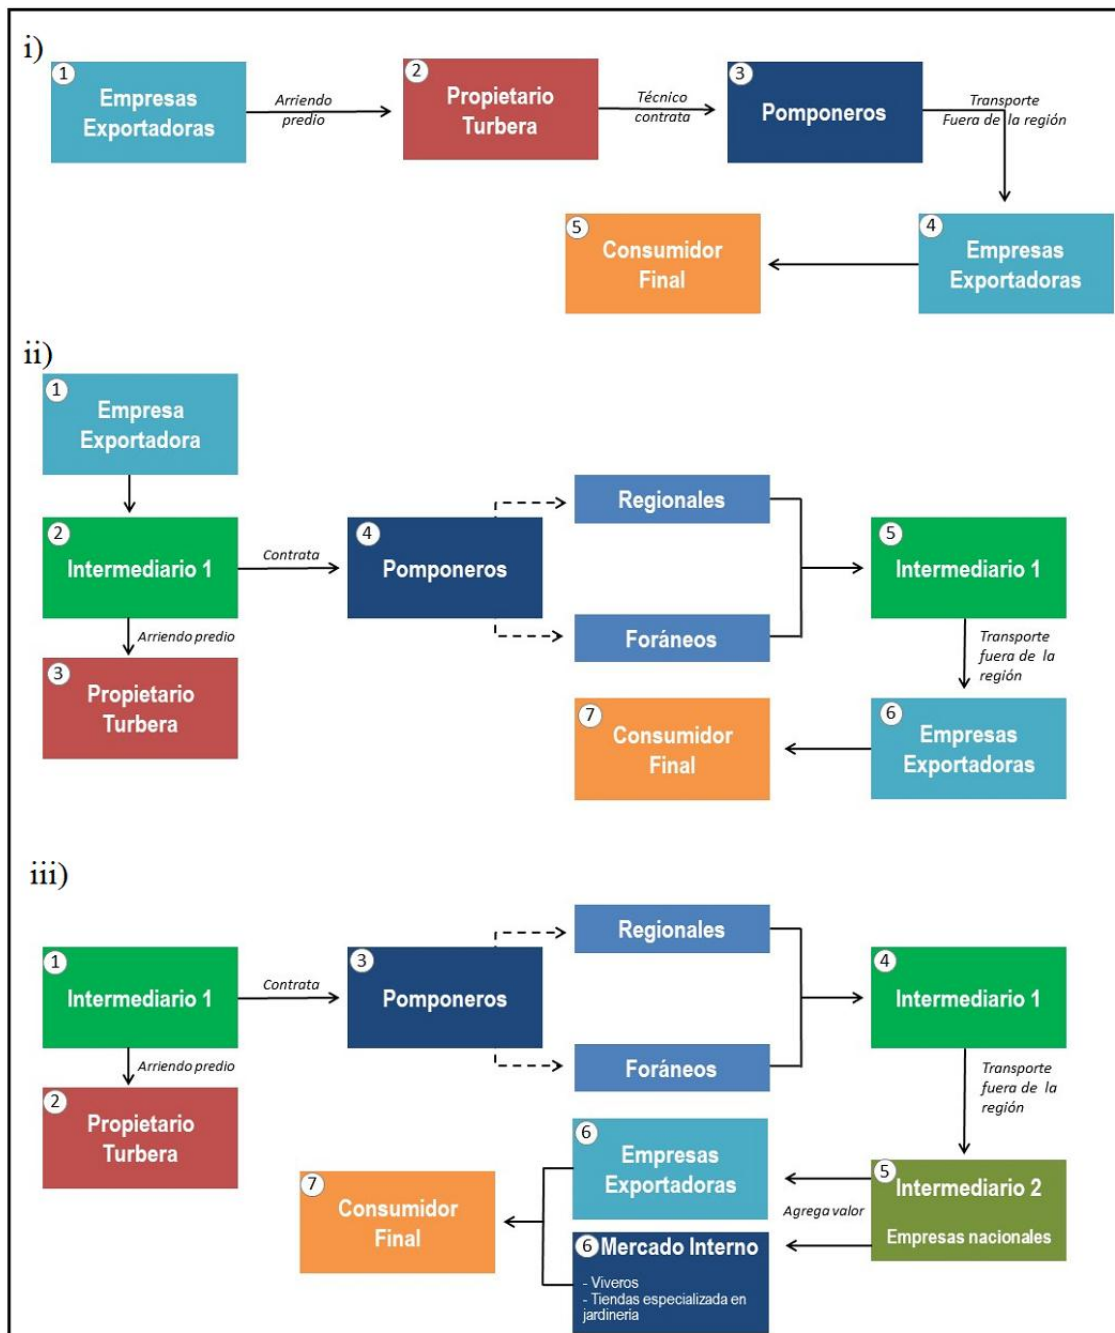 i)
1
Empresas
Exportadoras
Arriendo
predio
2
Propietario
Turbera
Técnico
contrata
3
Pomponeros
Transporte
Fuera de la región
4
Empresas
Exportadoras
5
Consumidor
Final
ii)
1
Empresa
Exportadora
2
Intermediario 1
Arriendo predio
3
Propietario
Turbera
Contrata
4
Pomponeros
Regionales
Foráneos
5
Intermediario 1
Transporte
fuera de la
región
6
Empresas
Exportadoras
7
Consumidor
Final
iii)
1
Intermediario 1
Arriendo predio
2
Propietario
Turbera
Contrata
3
Pomponeros
Regionales
Foráneos
4
Intermediario 1
Transporte
fuera de la
región
5
Intermediario 2
Empresas nacionales
Agrega valor
6
Empresas
Exportadoras
6
Mercado Interno
- Viveros
- Tiendas especializada en
jardinería
7
Consumidor
Final